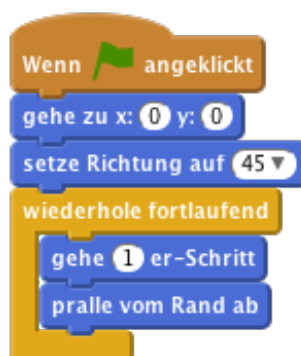 Wenn angeklickt
gehe zu x: 0 y: 0
setze Richtung auf 45
wiederhole fortlaufend
gehe 1 er-Schritt
pralle vom Rand ab